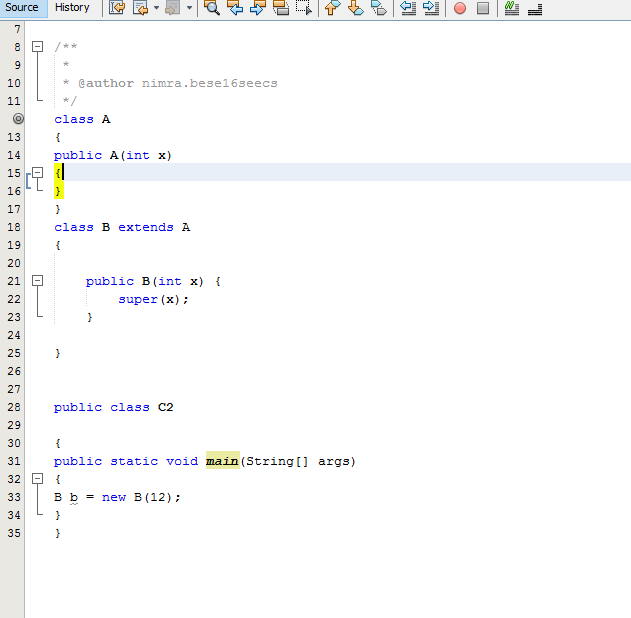 Source History
7
8 /**
9 *
10 * @author nimra.bese16seecs
11 */
class A
13 {
14 public A(int x)
15 {
16 }
17 }
18 class B extends A
19 {
20
21 public B(int x) {
22 super(x);
23 }
24
25 }
26
27
28 public class C2
29
30 {
31 public static void main(String[] args)
32 {
33 B b = new B(12);
34 }
35 }